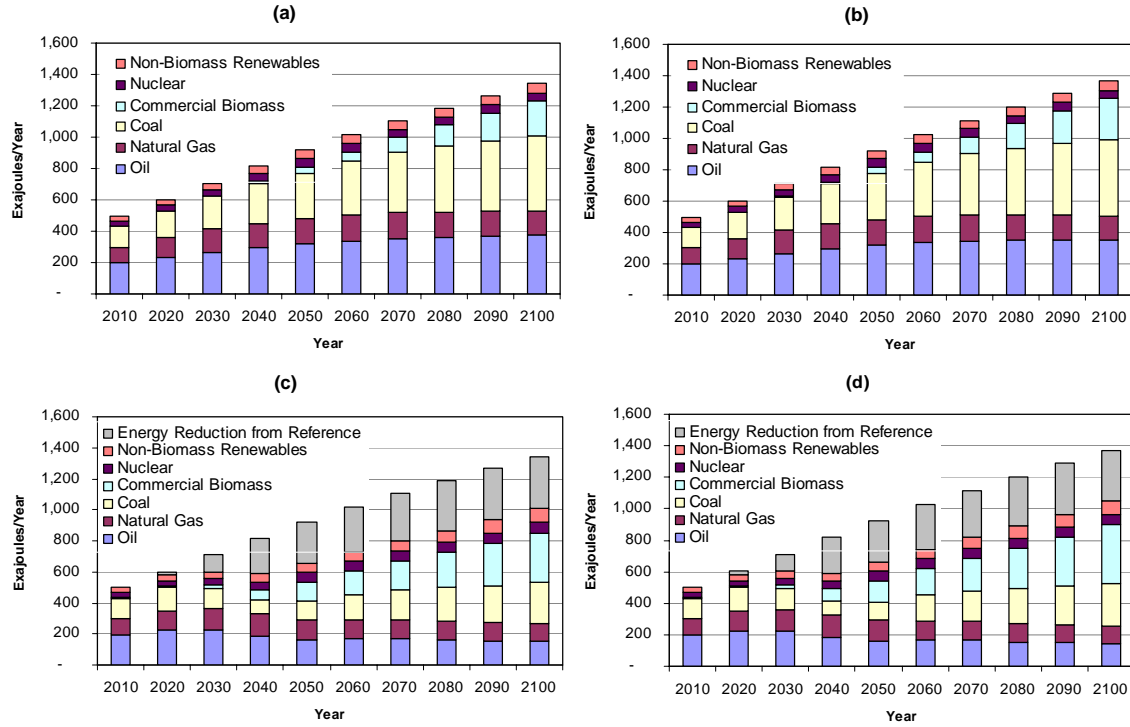 (a)
1,600
1,400
1,200
1,000
800
600
400
200
-
Exajoules/Year
Non-Biomass Renewables
Nuclear
Commercial Biomass
Coal
Natural Gas
Oil
2010 2020 2030 2040 2050 2060 2070 2080 2090 2100
Year
(b)
1,600
1,400
1,200
1,000
800
600
400
200
-
Exajoules/Year
Non-Biomass Renewables
Nuclear
Commercial Biomass
Coal
Natural Gas
Oil
2010 2020 2030 2040 2050 2060 2070 2080 2090 2100
Year
(c)
1,600
1,400
1,200
1,000
800
600
400
200
-
Exajoules/Year
Energy Reduction from Reference
Non-Biomass Renewables
Nuclear
Commercial Biomass
Coal
Natural Gas
Oil
2010 2020 2030 2040 2050 2060 2070 2080 2090 2100
Year
(d)
1,600
1,400
1,200
1,000
800
600
400
200
-
Exajoules/Year
Energy Reduction from Reference
Non-Biomass Renewables
Nuclear
Commercial Biomass
Coal
Natural Gas
Oil
2010 2020 2030 2040 2050 2060 2070 2080 2090 2100
Year